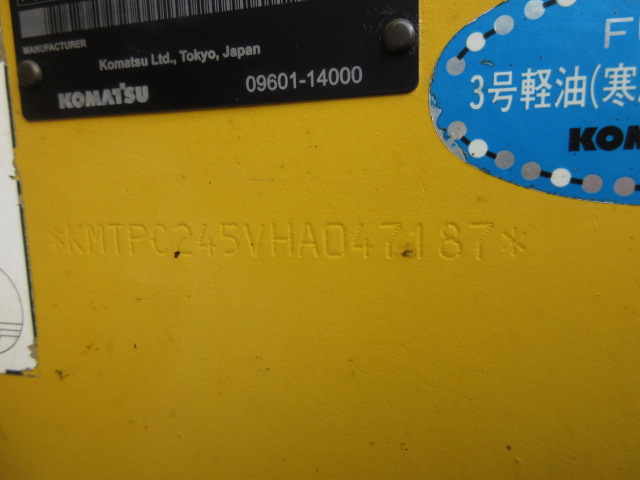 MANUFACTURER
Komatsu Ltd., Tokyo, Japan
KOMATSU
09601-14000
3号軽油(寒
KOM
*KMTPC245VHA047187*